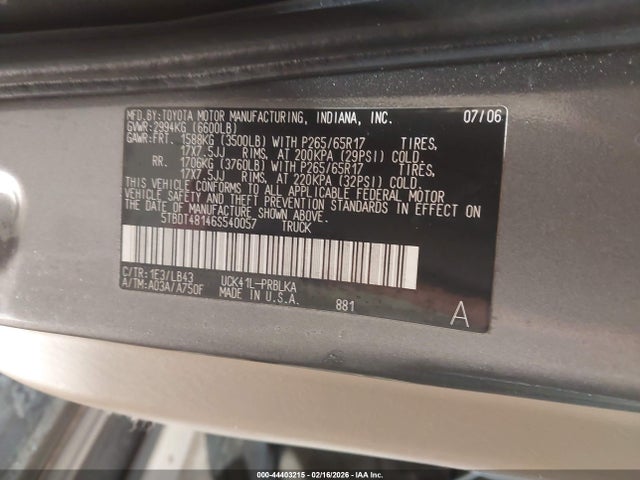 MFD.BY:TOYOTA MOTOR MANUFACTURING, INDIANA, INC. 07/06
GVWR:2994KG (6600LB)
GAWR:FRT. 1588KG (3500LB) WITH P265/65R17 TIRES,
17X7.5JJ RIMS, AT 200KPA (29PSI) COLD.
RR. 1706KG (3760LB) WITH P265/65R17 TIRES,
17X7.5JJ RIMS, AT 220KPA (32PSI) COLD.
THIS VEHICLE CONFORMS TO ALL APPLICABLE FEDERAL MOTOR
VEHICLE SAFETY AND THEFT PREVENTION STANDARDS IN EFFECT ON
THE DATE OF MANUFACTURE SHOWN ABOVE.
5TBDT48146S540057 TRUCK
C/TR:1E3/LB43 UCK41L-PRBLKA
A/TM:A03A/A750F MADE IN U.S.A. 881
A
000-44403215 - 02/16/2026 - IAA Inc.